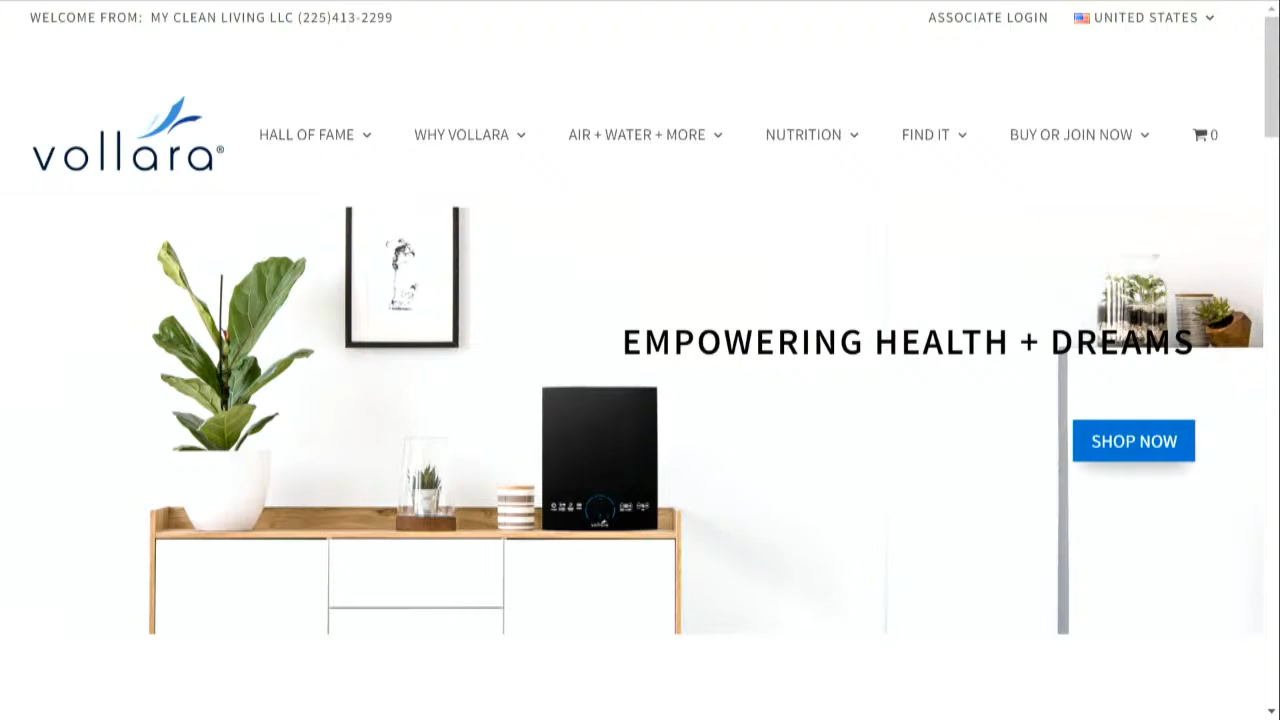 WELCOME FROM: MY CLEAN LIVING LLC (225)413-2299
ASSOCIATE LOGIN
UNITED STATES
vollara®
HALL OF FAME
WHY VOLLARA
AIR + WATER + MORE
NUTRITION
FIND IT
BUY OR JOIN NOW
0
EMPOWERING HEALTH + DREAMS
SHOP NOW
vollara